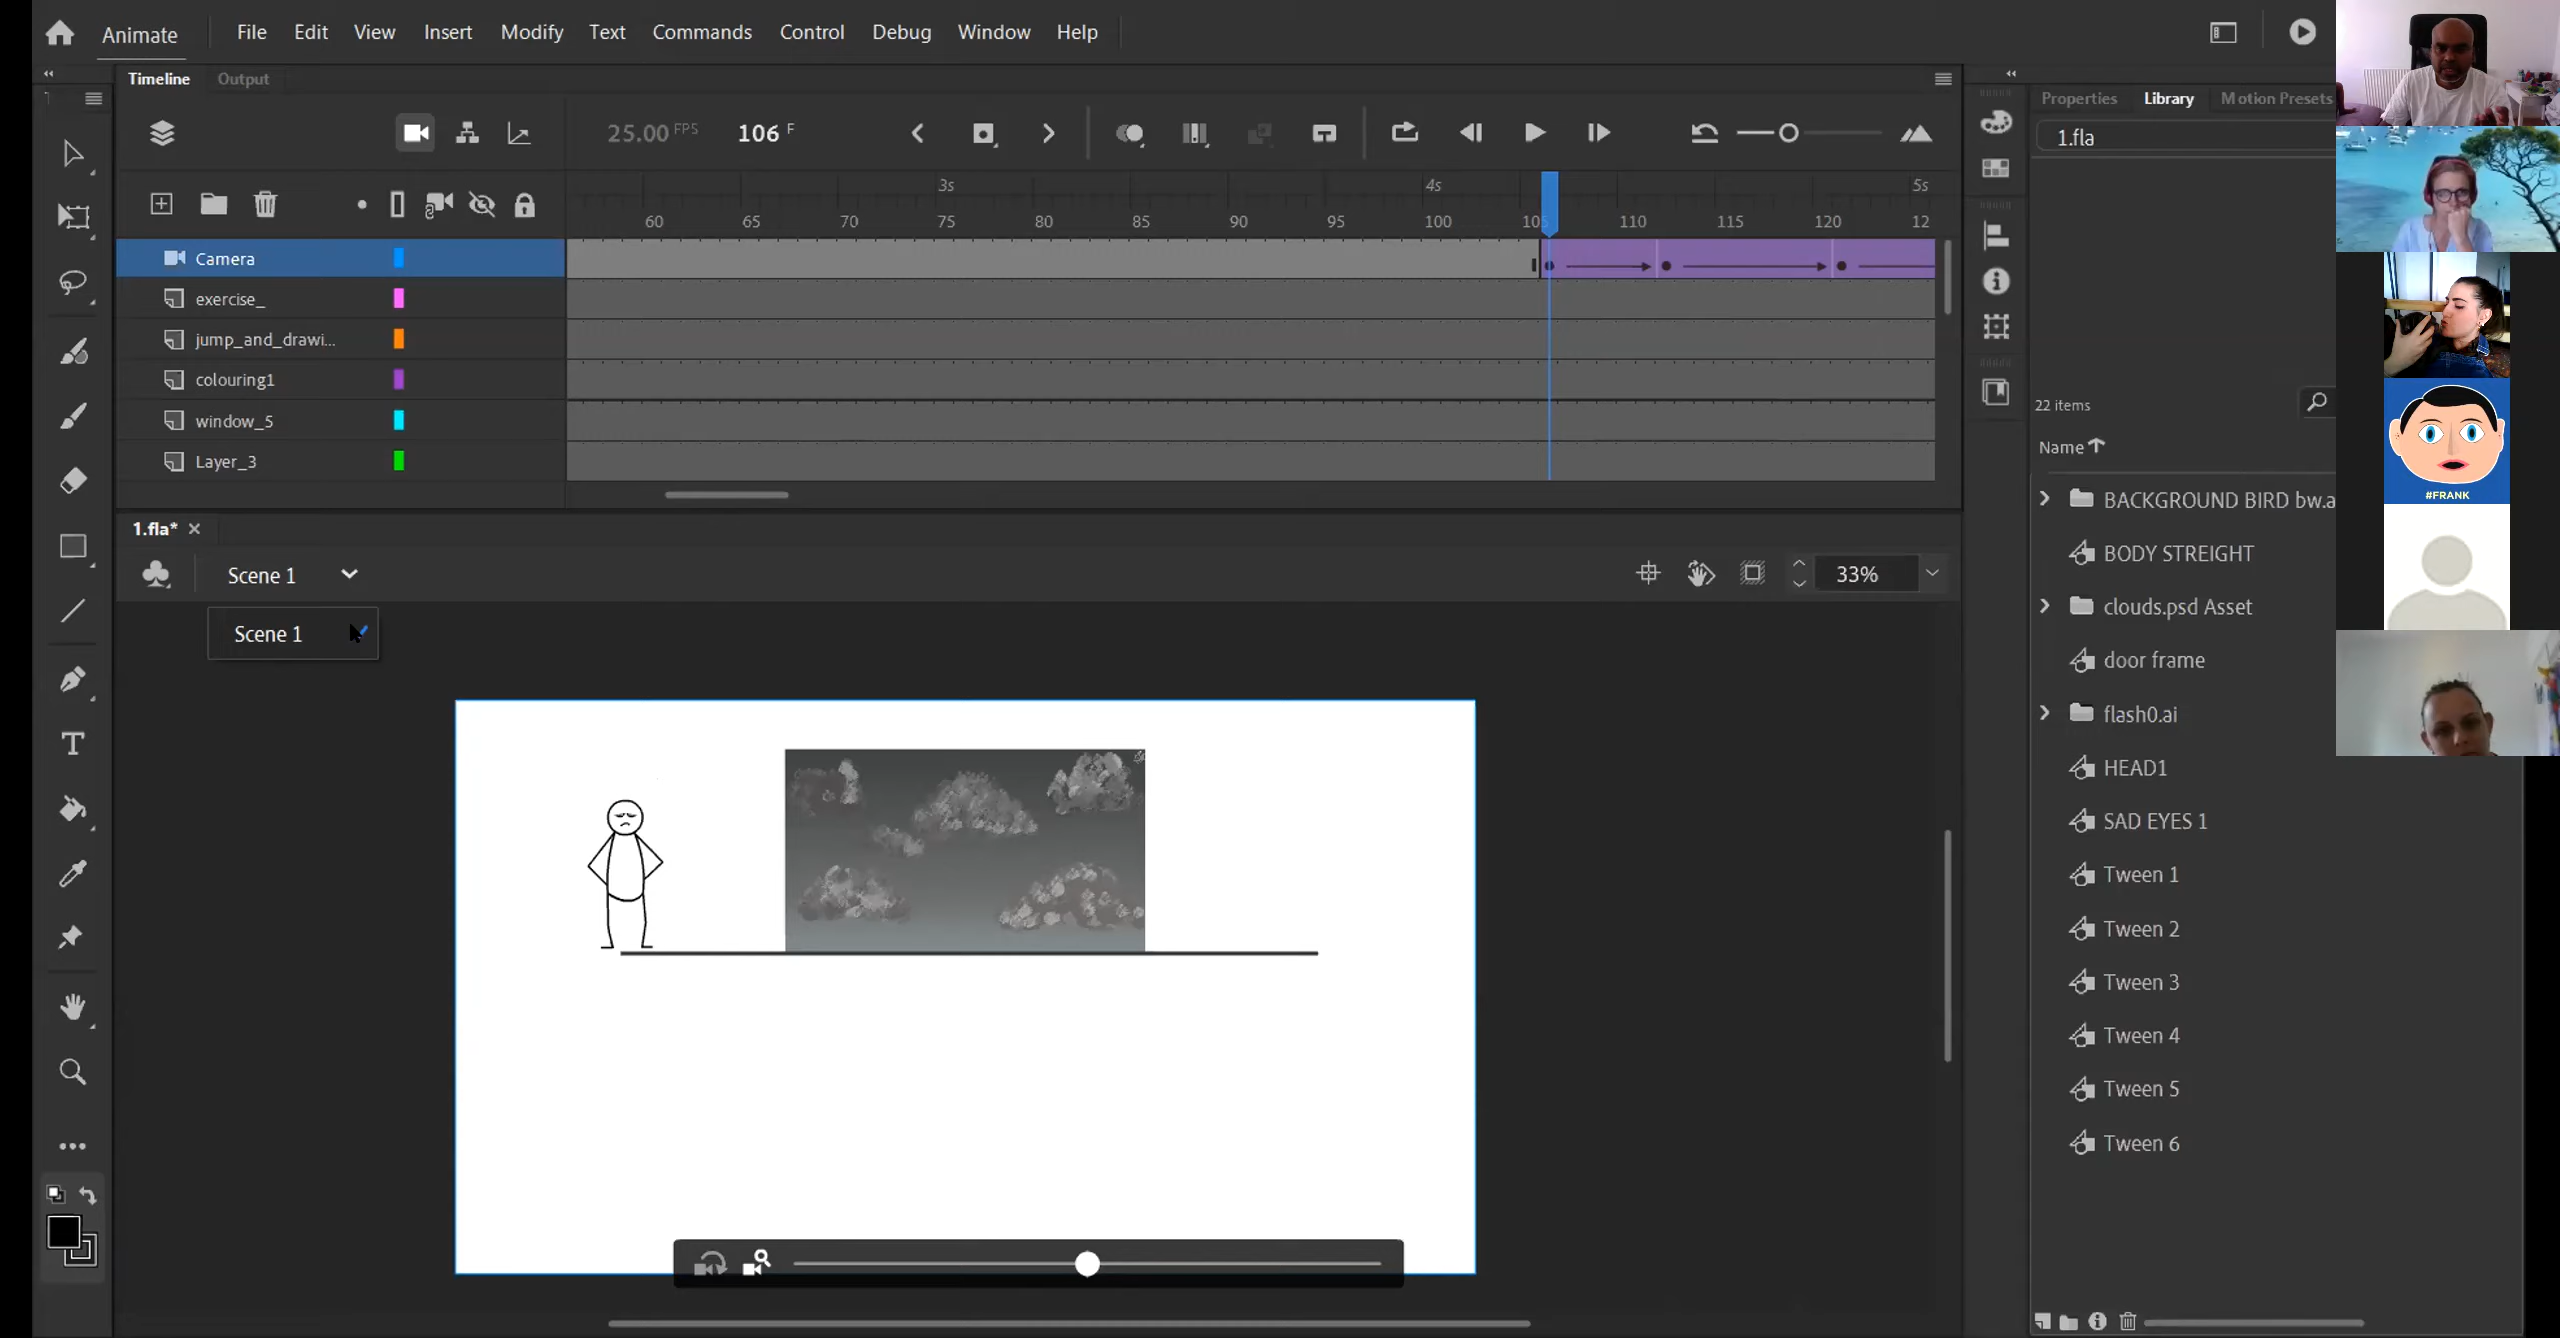 Animate File Edit View Insert Modify Text Commands Control Debug Window Help
Timeline Output
25.00 FPS 106 F
3s 4s 5s
60 65 70 75 80 85 90 95 100 105 110 115 120 12
Camera
exercise_
jump_and_drawi...
colouring1
window_5
Layer_3
1.fla*
Scene 1
33%
Scene 1
Properties Library Motion Presets
1.fla
22 items
Name
BACKGROUND BIRD bw.a
BODY STREIGHT
clouds.psd Asset
door frame
flash0.ai
HEAD1
SAD EYES 1
Tween 1
Tween 2
Tween 3
Tween 4
Tween 5
Tween 6
#FRANK